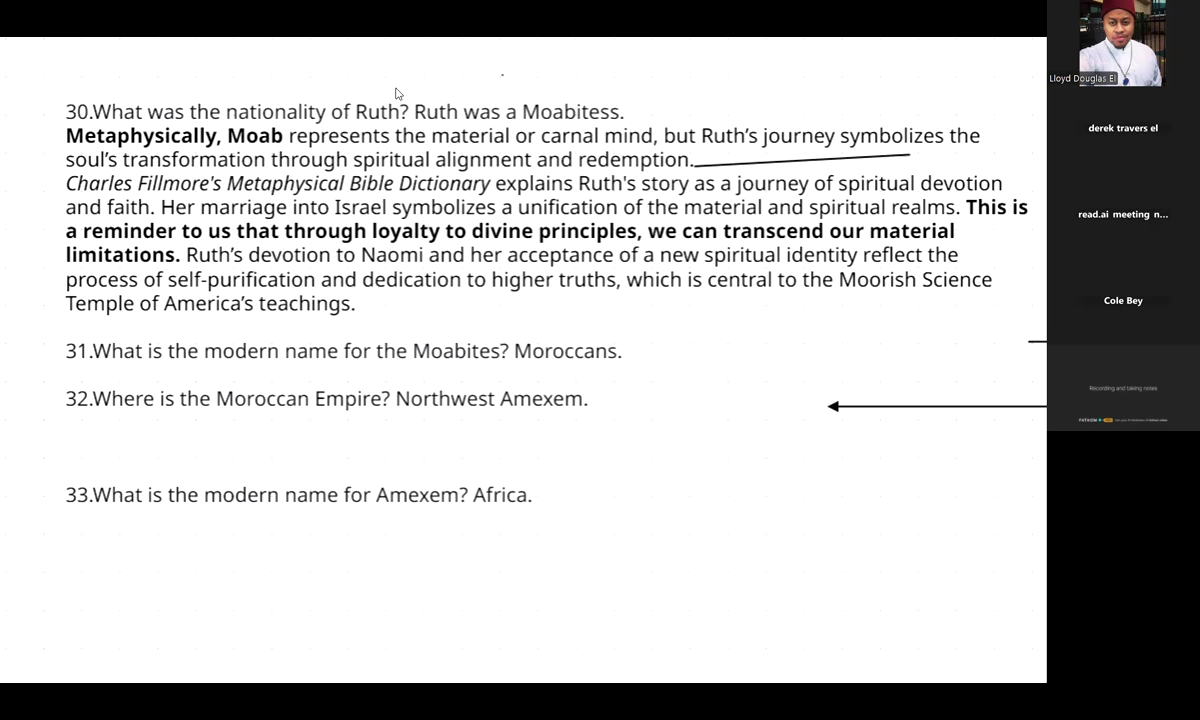 30.What was the nationality of Ruth? Ruth was a Moabitess.
Metaphysically, Moab represents the material or carnal mind, but Ruth's journey symbolizes the
soul's transformation through spiritual alignment and redemption.
Charles Fillmore's Metaphysical Bible Dictionary explains Ruth's story as a journey of spiritual devotion
and faith. Her marriage into Israel symbolizes a unification of the material and spiritual realms. This is
a reminder to us that through loyalty to divine principles, we can transcend our material
limitations. Ruth's devotion to Naomi and her acceptance of a new spiritual identity reflect the
process of self-purification and dedication to higher truths, which is central to the Moorish Science
Temple of America's teachings.
31.What is the modern name for the Moabites? Moroccans.
32.Where is the Moroccan Empire? Northwest Amexem.
33.What is the modern name for Amexem? Africa.
Lloyd Douglas El
derek travers el
read.ai meeting n...
Cole Bey
Recording and taking notes
FATHOM